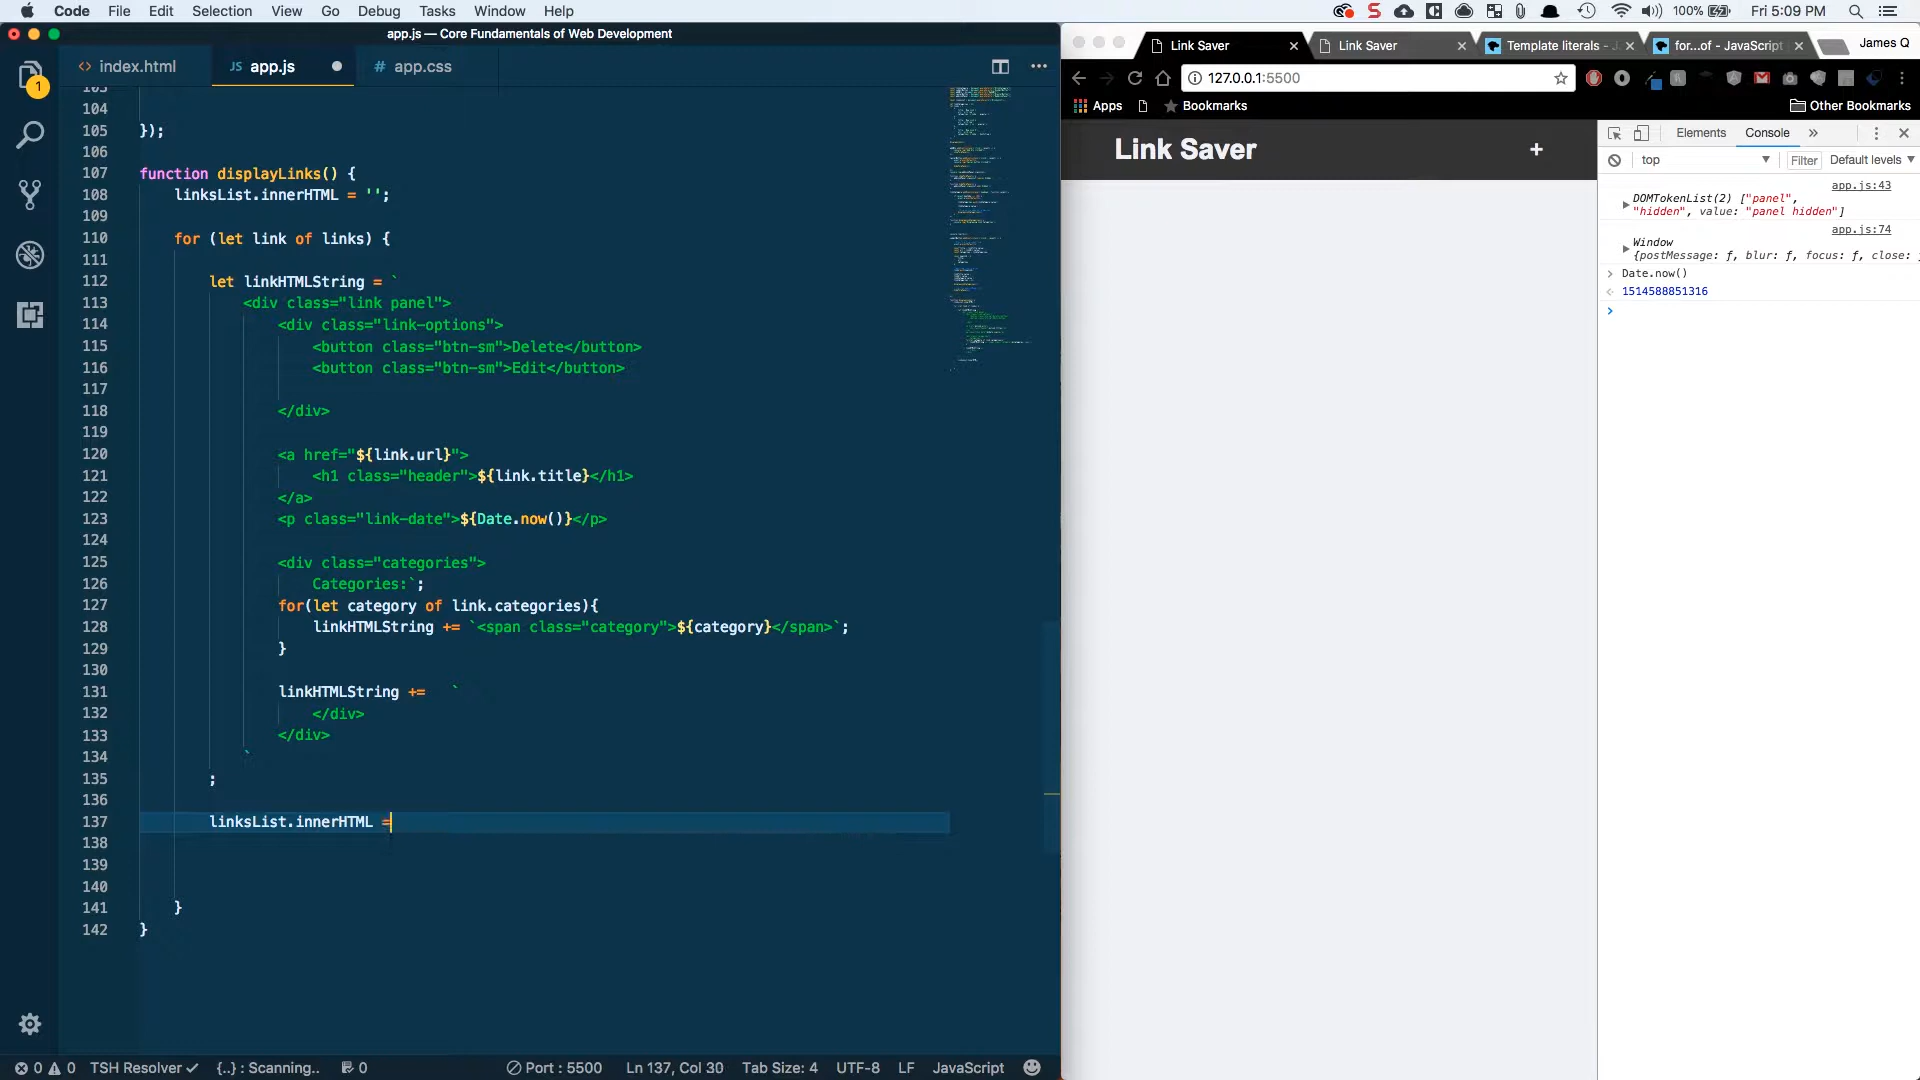 Code File Edit Selection View Go Debug Tasks Window Help 100% Fri 5:09 PM
app.js — Core Fundamentals of Web Development
<> index.html JS app.js # app.css
1
103
104
105 });
106
107 function displayLinks() {
108 linksList.innerHTML = '';
109
110 for (let link of links) {
111
112 let linkHTMLString = `
113 <div class="link panel">
114 <div class="link-options">
115 <button class="btn-sm">Delete</button>
116 <button class="btn-sm">Edit</button>
117
118 </div>
119
120 <a href="${link.url}">
121 <h1 class="header">${link.title}</h1>
122 </a>
123 <p class="link-date">${Date.now()}</p>
124
125 <div class="categories">
126 Categories:`;
127 for(let category of link.categories){
128 linkHTMLString += `<span class="category">${category}</span>`;
129 }
130
131 linkHTMLString += `
132 </div>
133 </div>
134 `
135 ;
136
137 linksList.innerHTML =
138
139
140
141 }
142 }
0 0 TSH Resolver {..} : Scanning.. 0 Port : 5500 Ln 137, Col 30 Tab Size: 4 UTF-8 LF JavaScript
Link Saver Link Saver Template literals - J for...of - JavaScript James Q
127.0.0.1:5500
Apps Bookmarks Other Bookmarks
Link Saver +
Elements Console
top Filter Default levels
app.js:43
DOMTokenList(2) ["panel",
"hidden", value: "panel hidden"]
app.js:74
Window
{postMessage: ƒ, blur: ƒ, focus: ƒ, close:
Date.now()
1514588851316